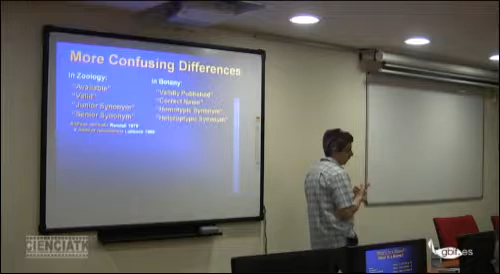 More Confusing Differences
in Zoology:
"Available"
"Valid"
"Junior Synonym"
"Senior Synonym"
in Botany:
"Validly Published"
"Correct Name"
"Homotypic Synonym"
"Heterotypic Synonym"
CIENCIATK
gbif.es